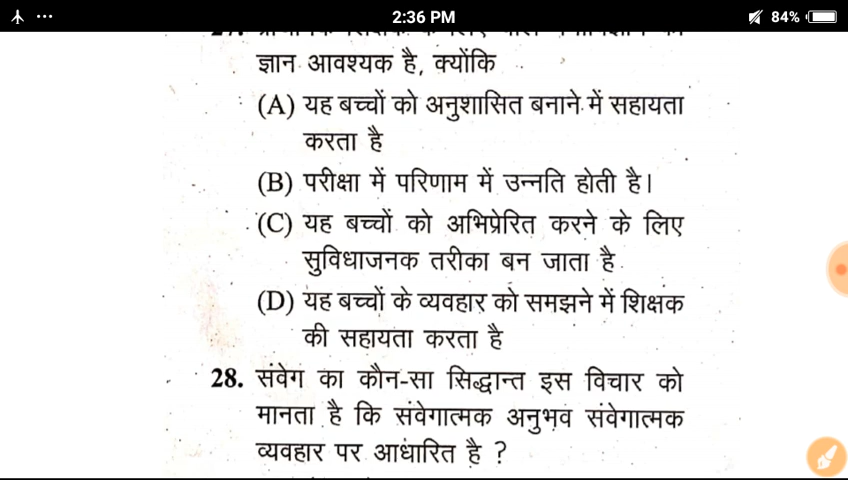 2:36 PM
84%
ज्ञान आवश्यक है, क्योंकि
(A) यह बच्चों को अनुशासित बनाने में सहायता
करता है
(B) परीक्षा में परिणाम में उन्नति होती है।
(C) यह बच्चों को अभिप्रेरित करने के लिए
सुविधाजनक तरीका बन जाता है
(D) यह बच्चों के व्यवहार को समझने में शिक्षक
की सहायता करता है
28. संवेग का कौन-सा सिद्धान्त इस विचार को
मानता है कि संवेगात्मक अनुभव संवेगात्मक
व्यवहार पर आधारित है ?